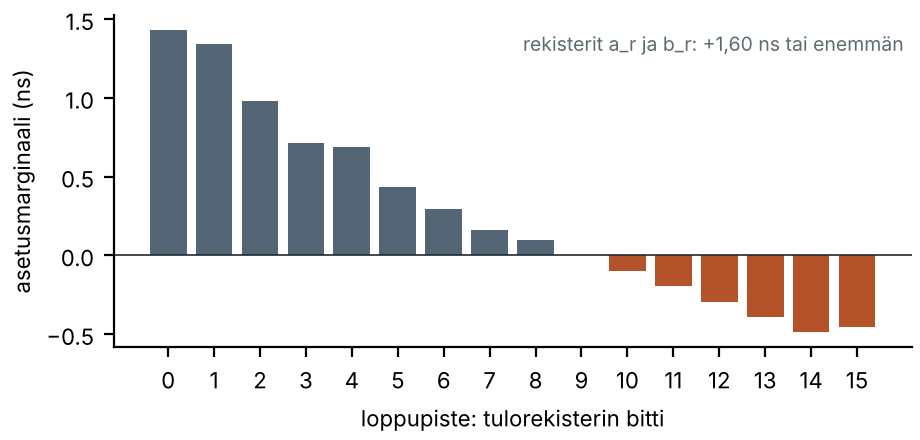 rekisterit a_r ja b_r: +1,60 ns tai enemmän
asetusmarginaali (ns)
1.5
1.0
0.5
0.0
−0.5
0 1 2 3 4 5 6 7 8 9 10 11 12 13 14 15
loppupiste: tulorekisterin bitti